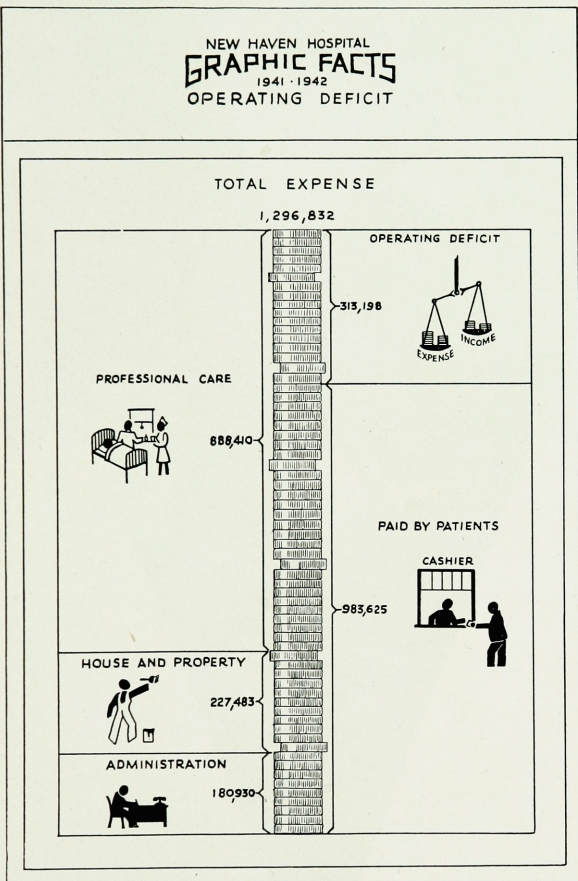 NEW HAVEN HOSPITAL
GRAPHIC FACTS
1941-1942
OPERATING DEFICIT
TOTAL EXPENSE
1,296,832
OPERATING DEFICIT
313,198
EXPENSE
INCOME
PROFESSIONAL CARE
888,410
PAID BY PATIENTS
CASHIER
983,625
HOUSE AND PROPERTY
227,483
ADMINISTRATION
180,930